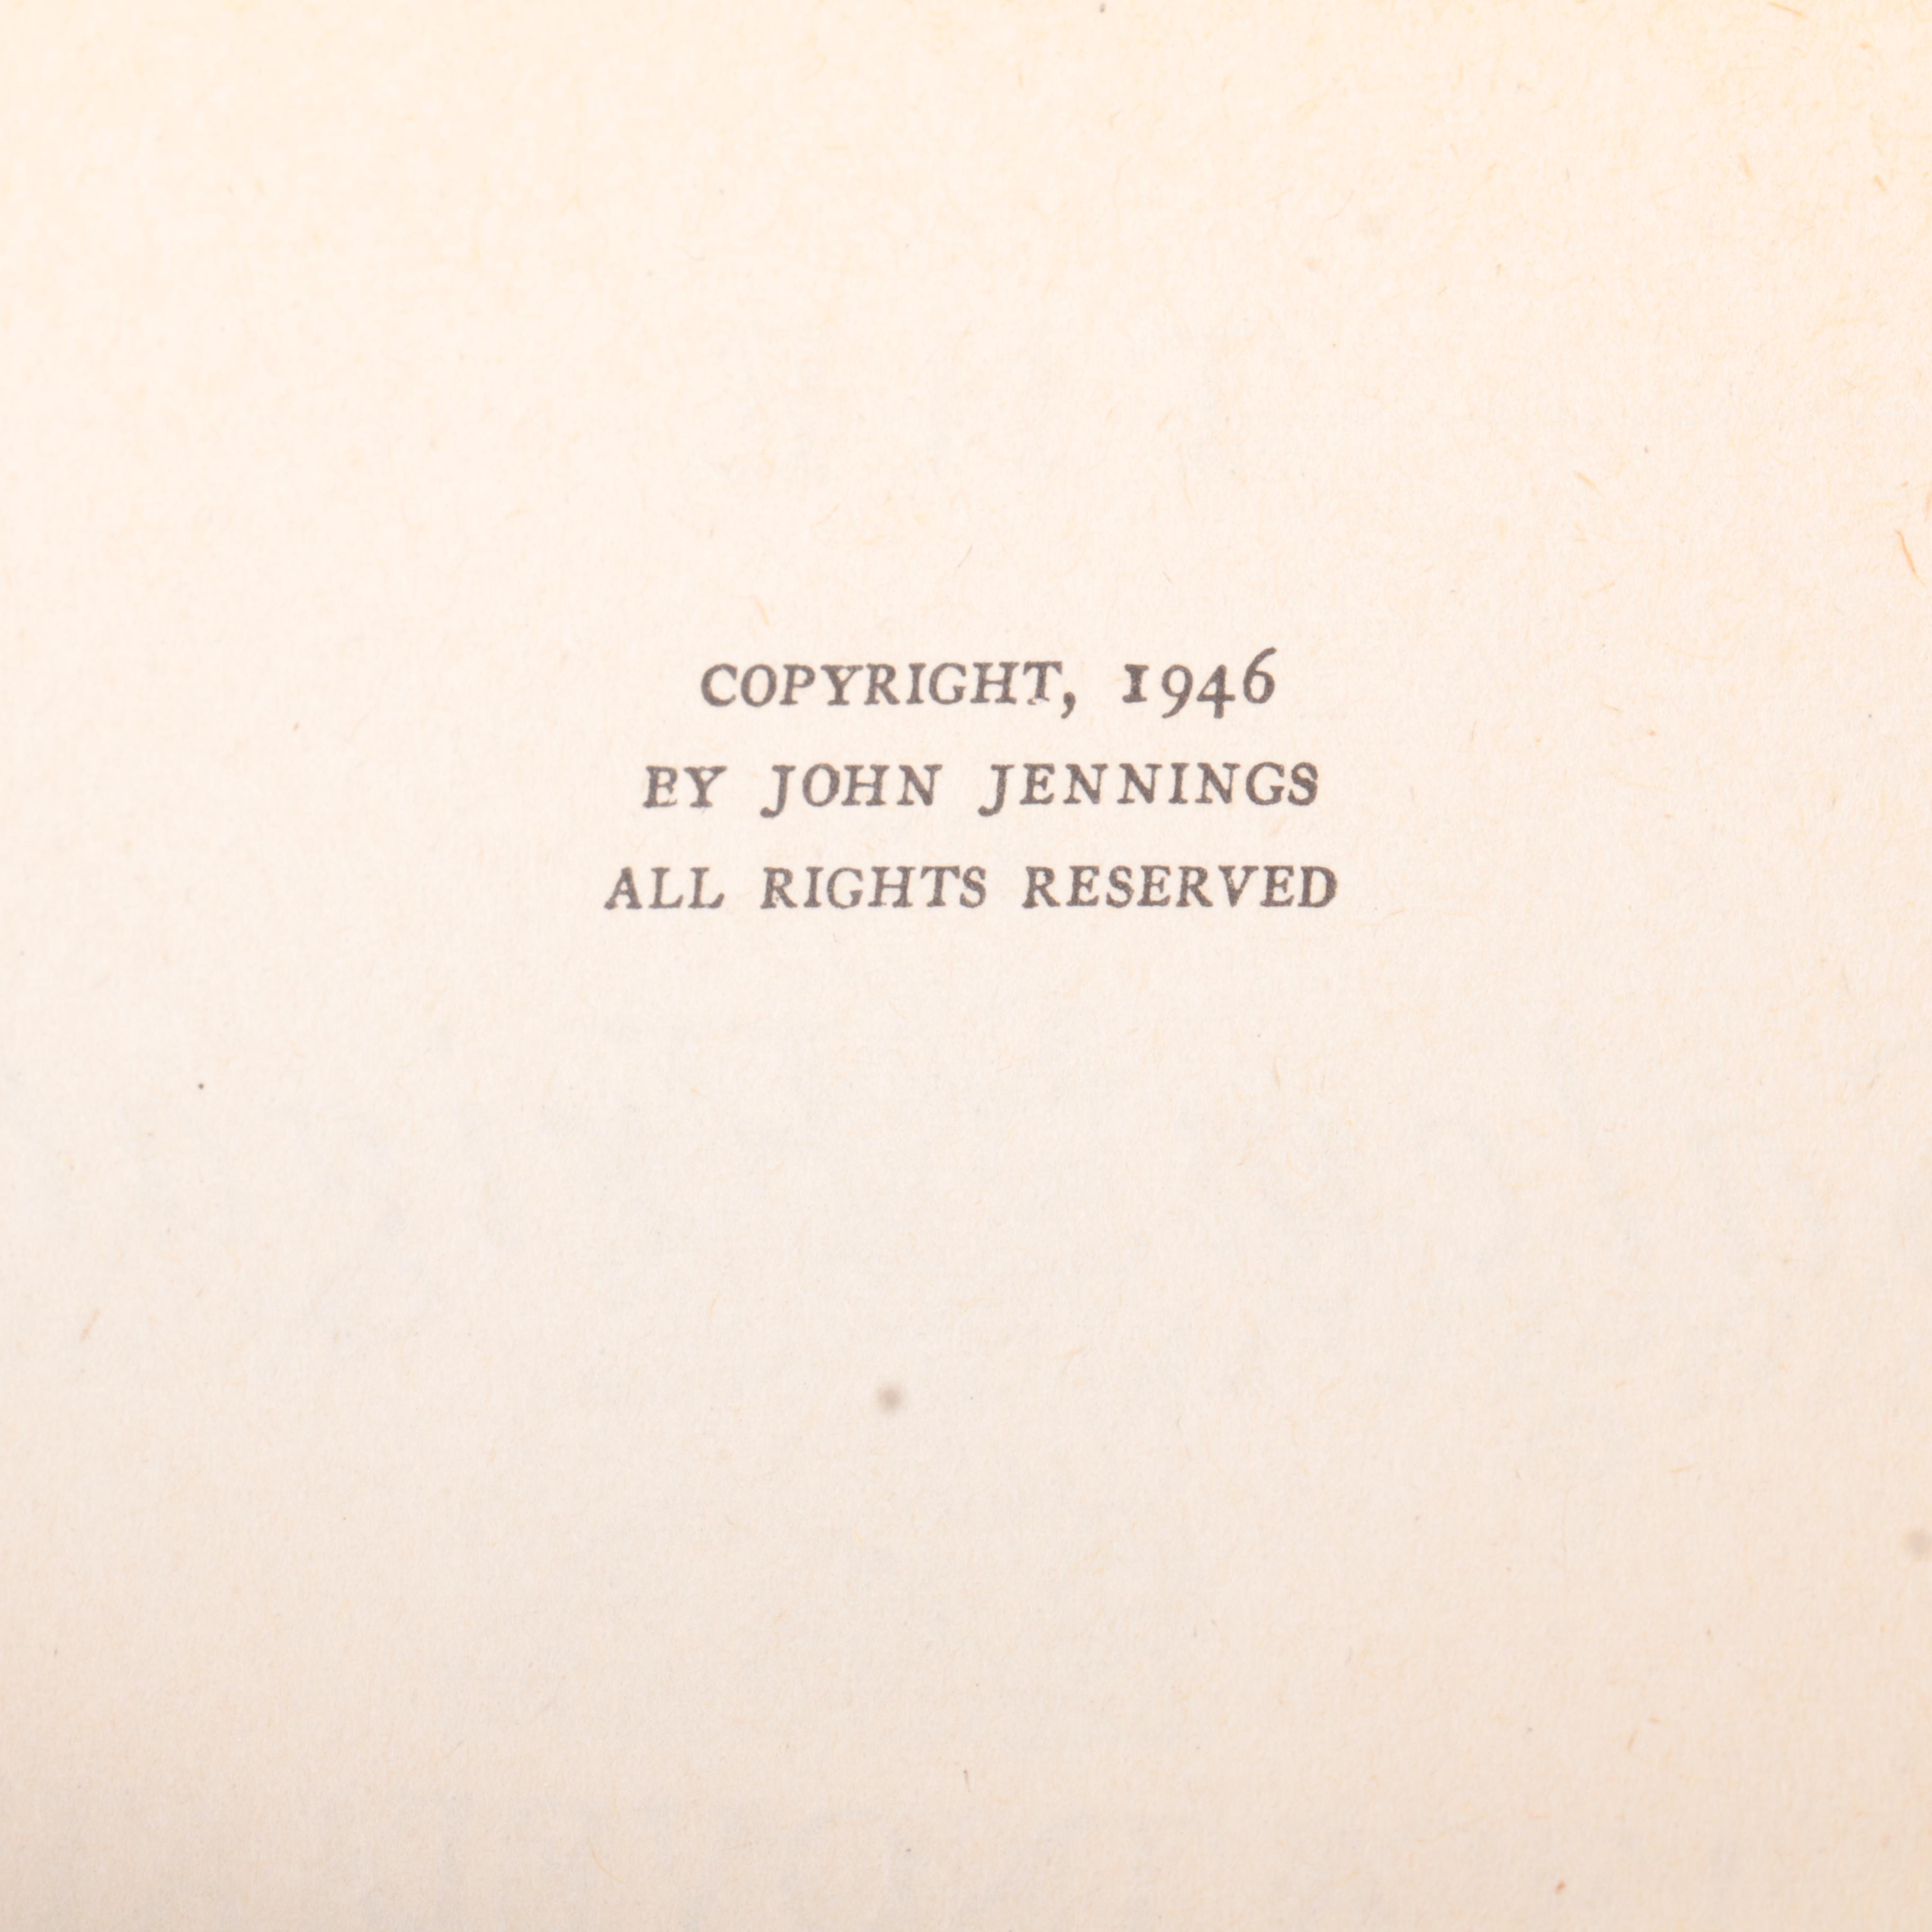 COPYRIGHT, 1946
BY JOHN JENNINGS
ALL RIGHTS RESERVED